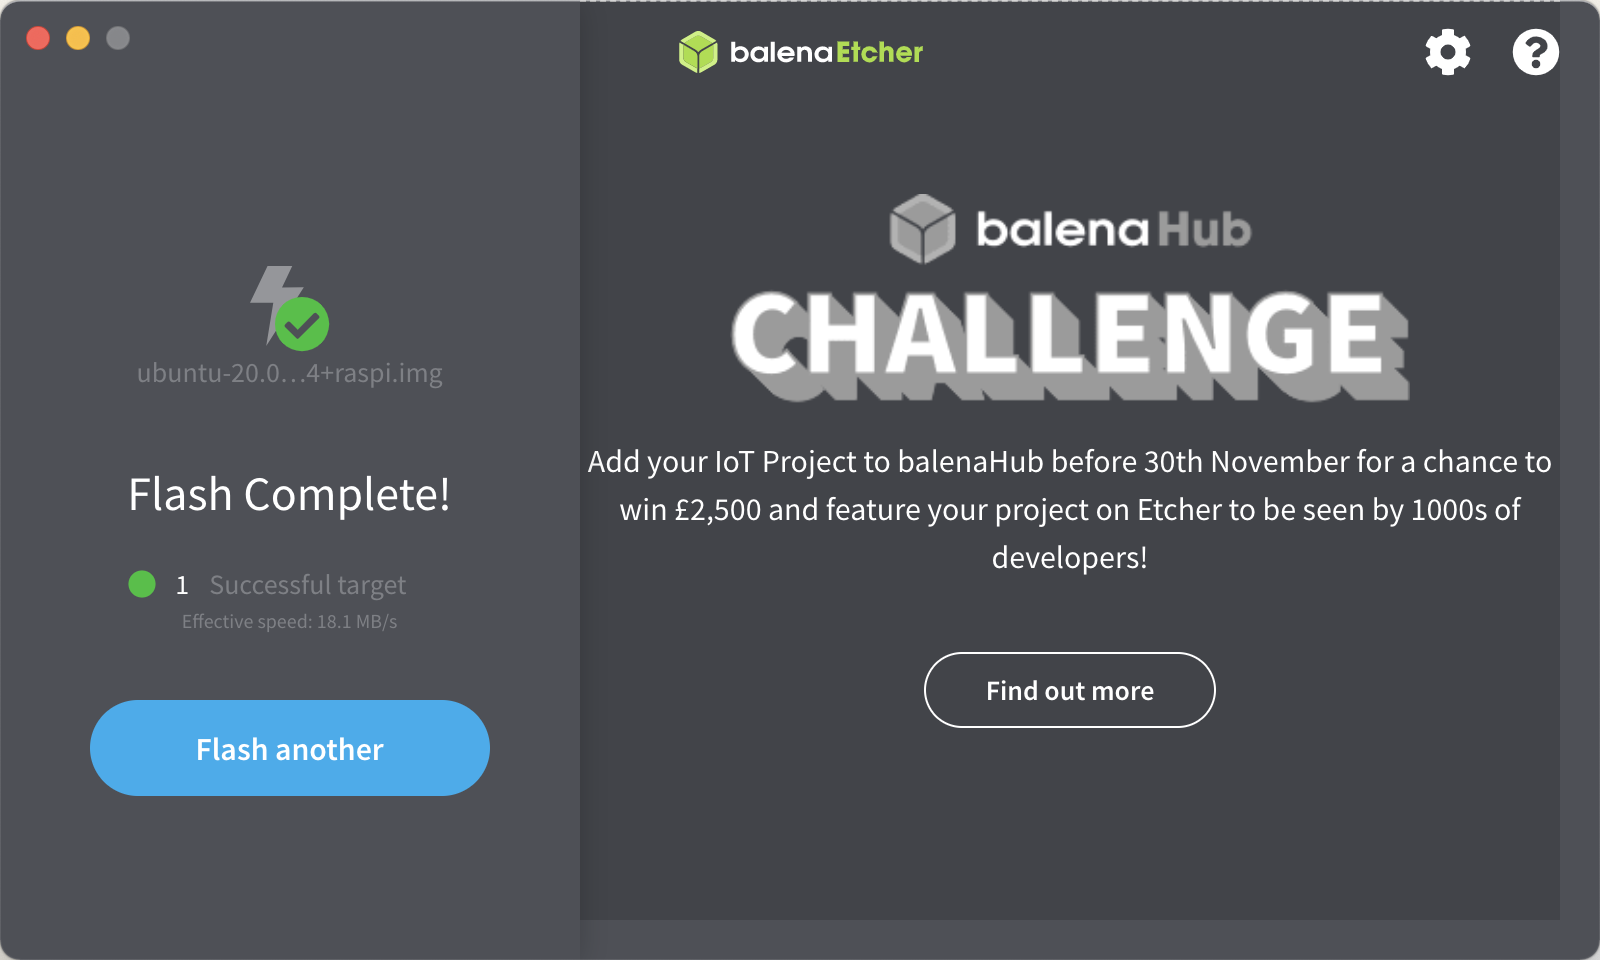 balenaEtcher
ubuntu-20.0…4+raspi.img
Flash Complete!
1 Successful target
Effective speed: 18.1 MB/s
Flash another
balenaHub
CHALLENGE
Add your IoT Project to balenaHub before 30th November for a chance to
win £2,500 and feature your project on Etcher to be seen by 1000s of
developers!
Find out more